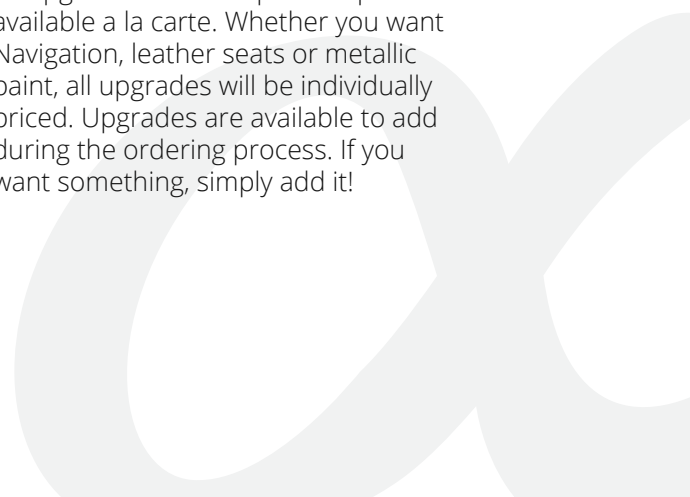 available a la carte. Whether you want
Navigation, leather seats or metallic
paint, all upgrades will be individually
priced. Upgrades are available to add
during the ordering process. If you
want something, simply add it!